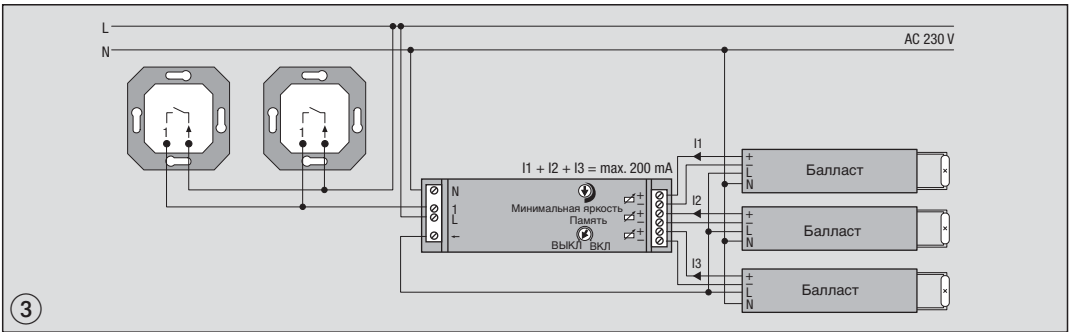 L
N
AC 230 V
1
1
I1 + I2 + I3 = max. 200 mA
N
1
L
←
Минимальная яркость
Память
ВЫКЛ ВКЛ
+
–
+
–
+
–
I1
I2
I3
+
–
L
N
Балласт
+
–
L
N
Балласт
+
–
L
N
Балласт
3